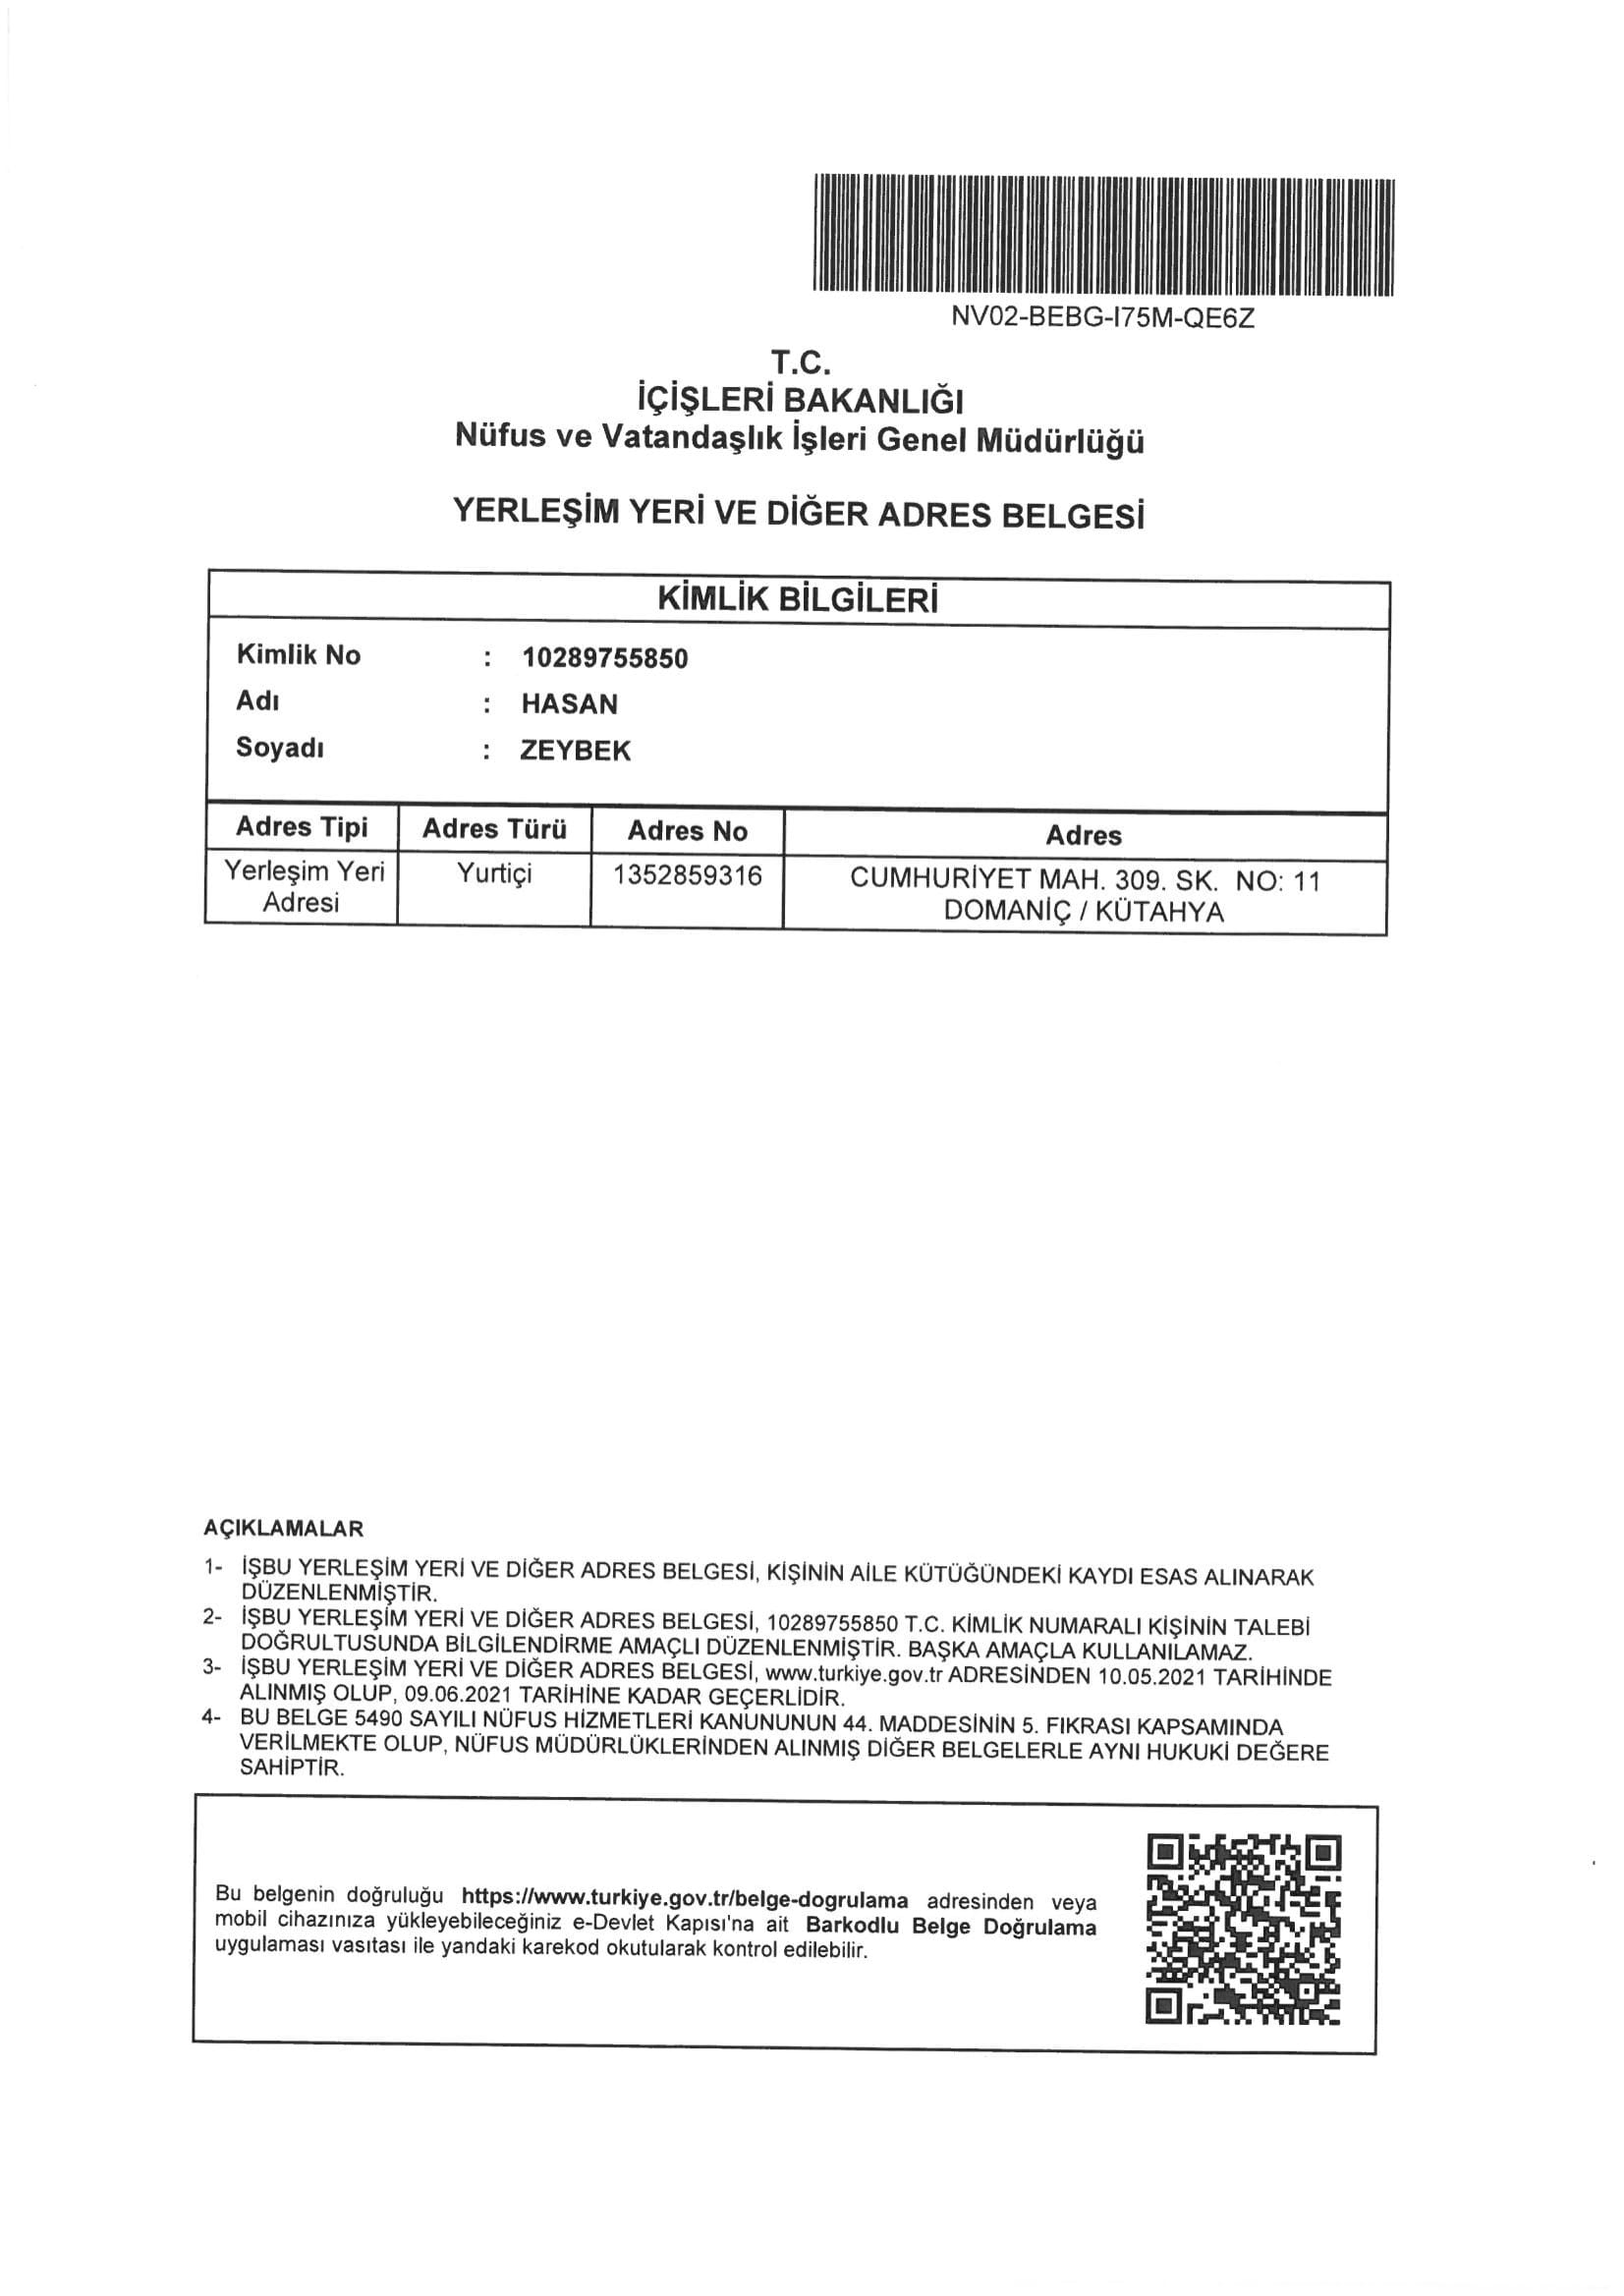 NV02-BEBG-I75M-QE6Z
T.C.
İÇİŞLERİ BAKANLIĞI
Nüfus ve Vatandaşlık İşleri Genel Müdürlüğü
YERLEŞİM YERİ VE DİĞER ADRES BELGESİ
KİMLİK BİLGİLERİ
Kimlik No : 10289755850
Adı : HASAN
Soyadı : ZEYBEK
Adres Tipi Adres Türü Adres No Adres
Yerleşim Yeri Yurtiçi 1352859316 CUMHURİYET MAH. 309. SK. NO: 11
Adresi DOMANİÇ / KÜTAHYA
AÇIKLAMALAR
1- İŞBU YERLEŞİM YERİ VE DİĞER ADRES BELGESİ, KİŞİNİN AİLE KÜTÜĞÜNDEKİ KAYDI ESAS ALINARAK
DÜZENLENMİŞTİR.
2- İŞBU YERLEŞİM YERİ VE DİĞER ADRES BELGESİ, 10289755850 T.C. KİMLİK NUMARALI KİŞİNİN TALEBİ
DOĞRULTUSUNDA BİLGİLENDİRME AMAÇLI DÜZENLENMİŞTİR. BAŞKA AMAÇLA KULLANILAMAZ.
3- İŞBU YERLEŞİM YERİ VE DİĞER ADRES BELGESİ, www.turkiye.gov.tr ADRESİNDEN 10.05.2021 TARİHİNDE
ALINMIŞ OLUP, 09.06.2021 TARİHİNE KADAR GEÇERLİDİR.
4- BU BELGE 5490 SAYILI NÜFUS HİZMETLERİ KANUNUNUN 44. MADDESİNİN 5. FIKRASI KAPSAMINDA
VERİLMEKTE OLUP, NÜFUS MÜDÜRLÜKLERİNDEN ALINMIŞ DİĞER BELGELERLE AYNI HUKUKİ DEĞERE
SAHİPTİR.
Bu belgenin doğruluğu https://www.turkiye.gov.tr/belge-dogrulama adresinden veya
mobil cihazınıza yükleyebileceğiniz e-Devlet Kapısı'na ait Barkodlu Belge Doğrulama
uygulaması vasıtası ile yandaki karekod okutularak kontrol edilebilir.